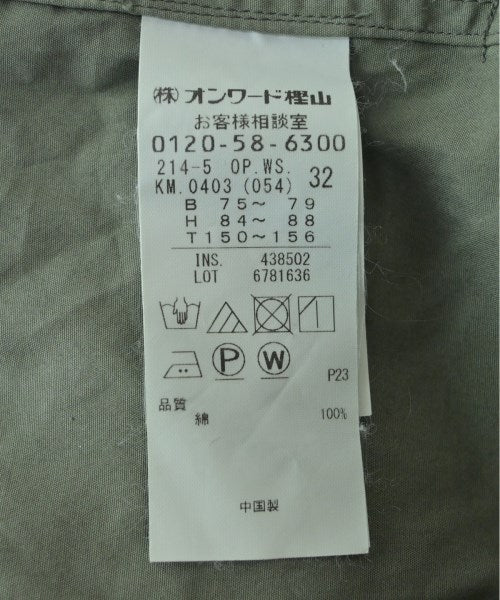 (株)オンワード樫山
お客様相談室
0120-58-6300
214-5 OP.WS.
KM.0403 (054) 32
B 75～ 79
H 84～ 88
T150～156
INS. 438502
LOT 6781636
P W
P23
品質
綿 100%
中国製